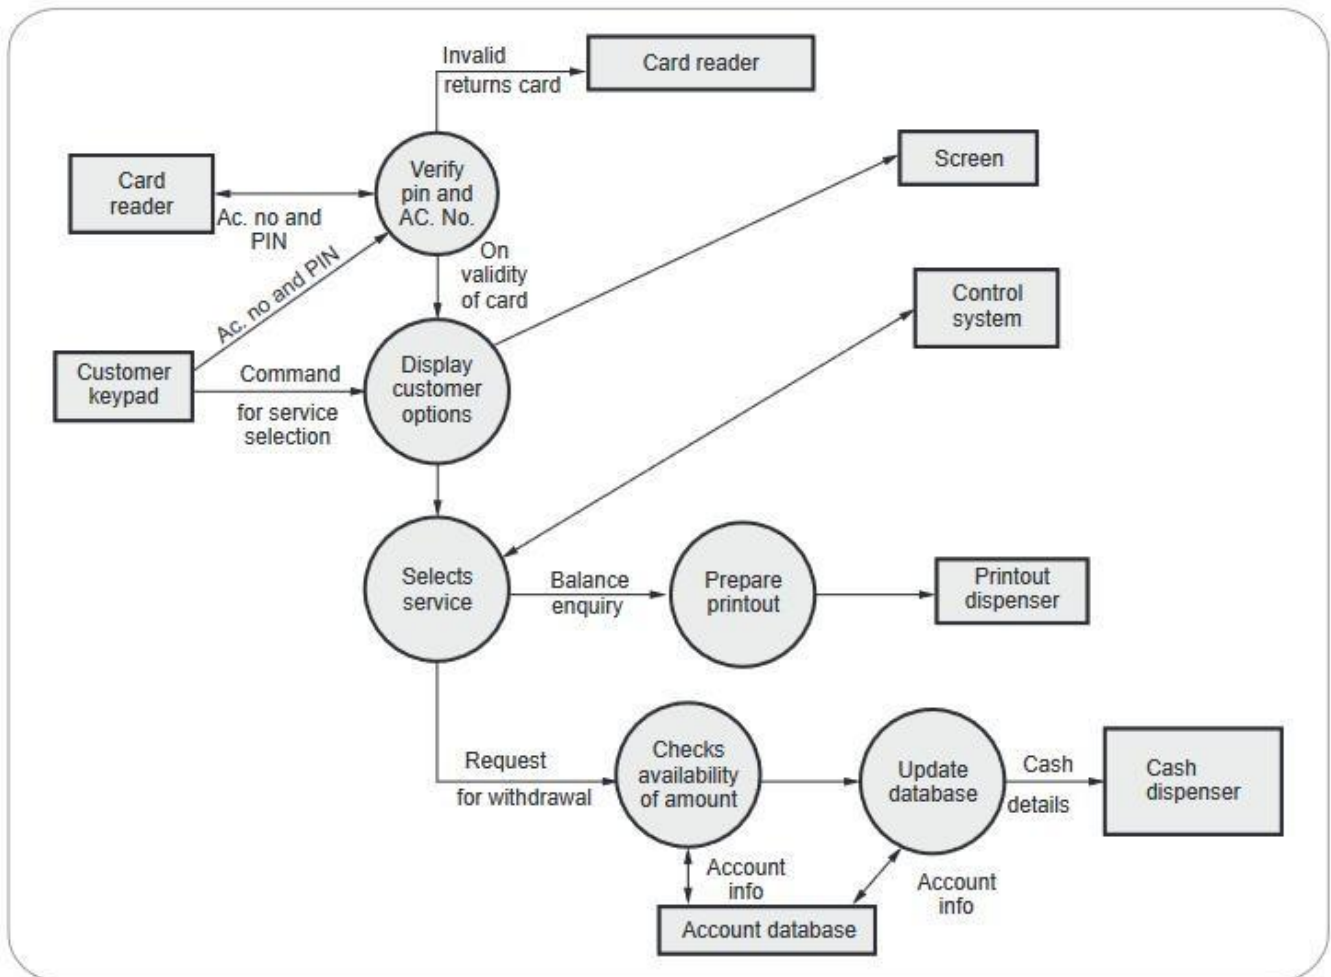 Invalid
returns card
Card reader
Card
reader
Verify
pin and
AC. No.
Screen
Ac. no and
PIN
Ac. no and PIN
On
validity
of card
Control
system
Customer
keypad
Command
for service
selection
Display
customer
options
Selects
service
Balance
enquiry
Prepare
printout
Printout
dispenser
Request
for withdrawal
Checks
availability
of amount
Update
database
Cash
details
Cash
dispenser
Account
info
Account
info
Account database